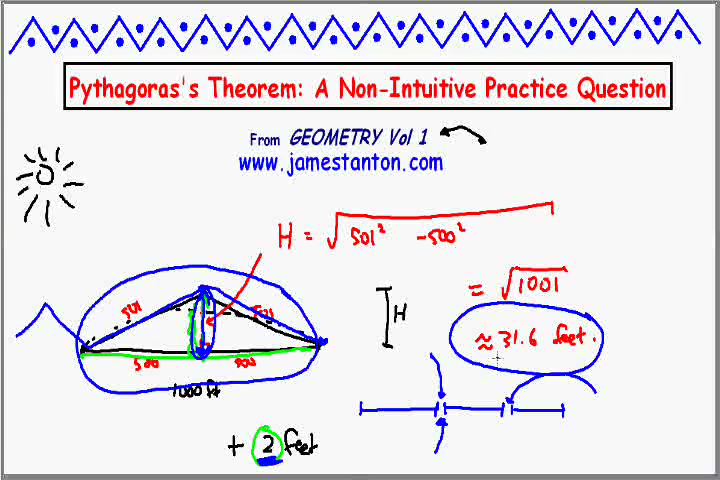 Pythagoras's Theorem: A Non-Intuitive Practice Question
From GEOMETRY Vol 1
www.jamestanton.com
H = √501² -500²
= √1001
H
≈ 31.6 feet.
501
501
500
500
1000 ft
+ 2 feet